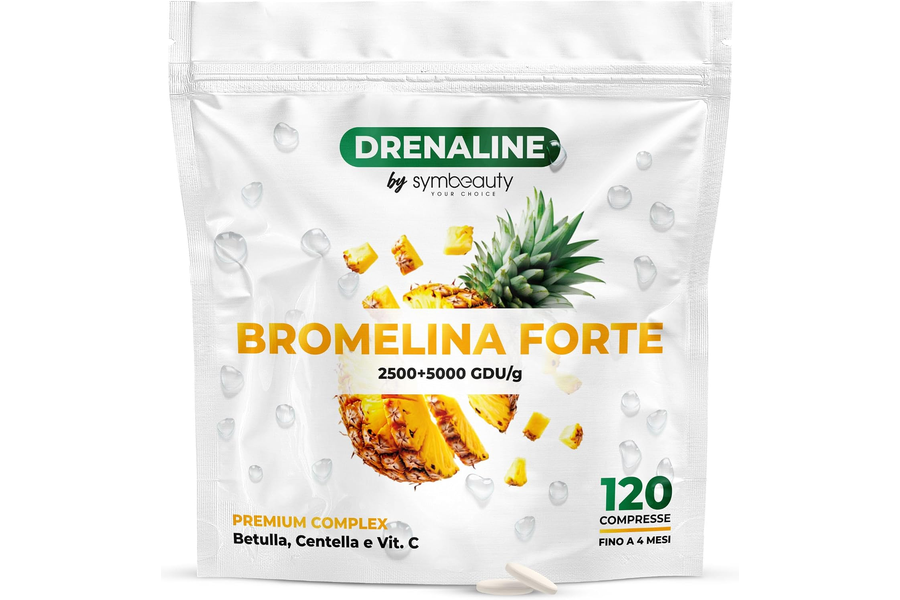 DRENALINE
by symbeauty
YOUR CHOICE
BROMELINA FORTE
2500+5000 GDU/g
120
COMPRESSE
FINO A 4 MESI
PREMIUM COMPLEX
Betulla, Centella e Vit. C